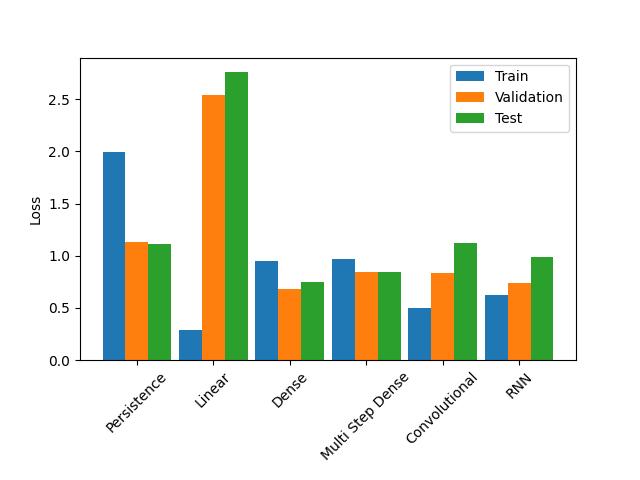 Train
Validation
Test
Loss
2.5
2.0
1.5
1.0
0.5
0.0
Persistence
Linear
Dense
Multi Step Dense
Convolutional
RNN